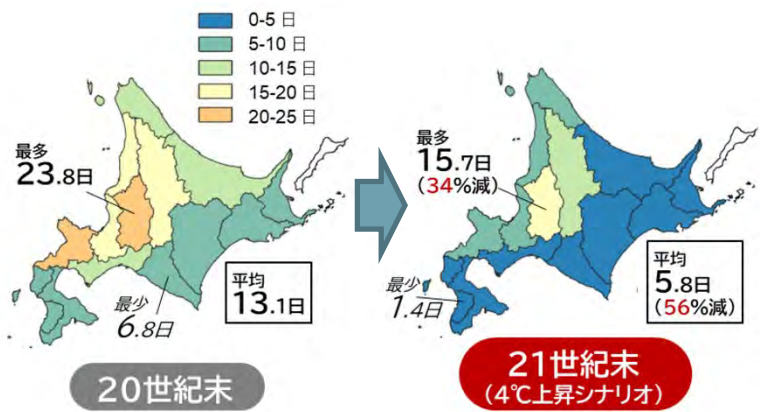 0-5 日
5-10 日
10-15 日
15-20 日
20-25 日
最多
23.8日
平均
13.1日
最少
6.8日
20世紀末
最多
15.7日
(34%減)
平均
5.8日
(56%減)
最少
1.4日
21世紀末
(4℃上昇シナリオ)